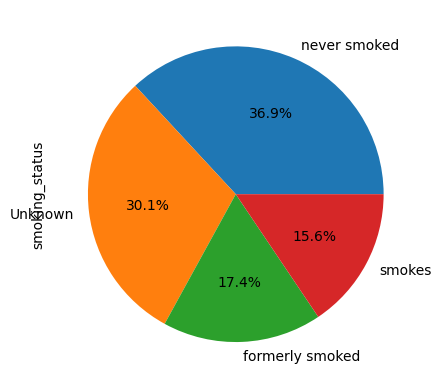 never smoked
36.9%
smoking_status
Unknown
30.1%
15.6%
smokes
17.4%
formerly smoked